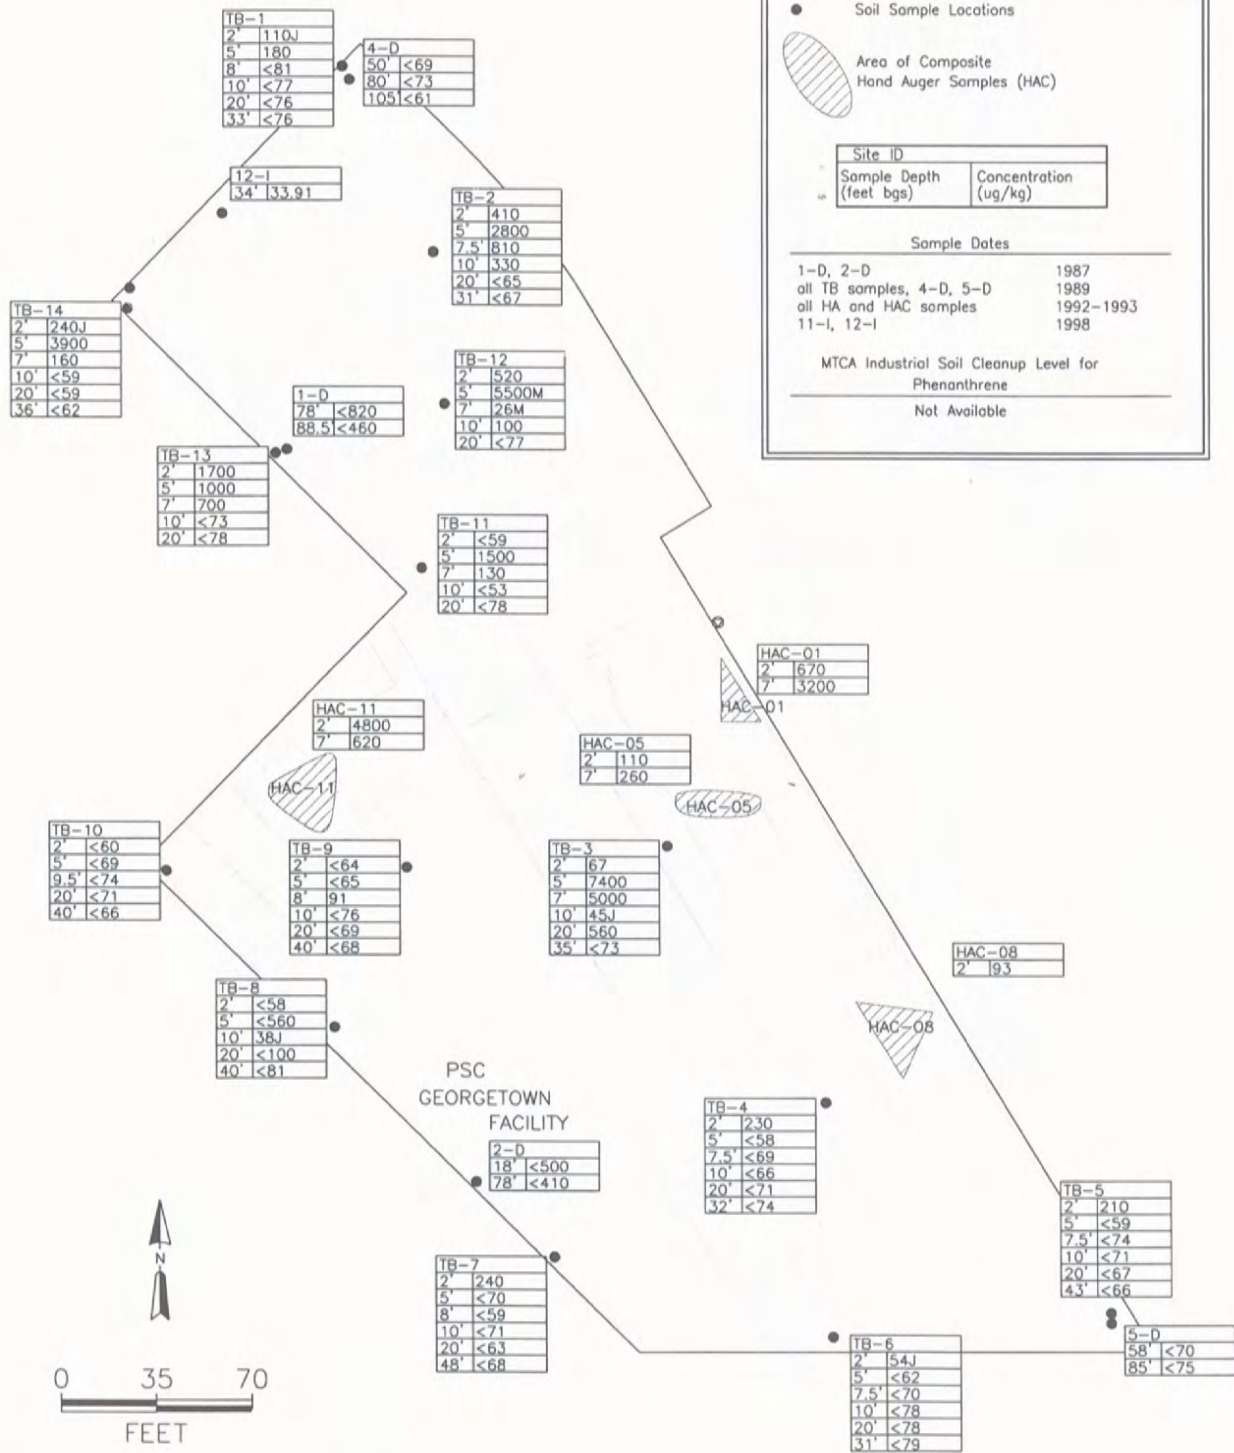 Soil Sample Locations
Area of Composite
Hand Auger Samples (HAC)
Site ID
Sample Depth (feet bgs) Concentration (ug/kg)
Sample Dates
1-D, 2-D 1987
all TB samples, 4-D, 5-D 1989
all HA and HAC samples 1992-1993
11-I, 12-I 1998
MTCA Industrial Soil Cleanup Level for
Phenanthrene
Not Available
TB-1
2' 110J
5' 180
8' <81
10' <77
20' <76
33' <76
4-D
50' <69
80' <73
105' <61
12-I
34' 33.91
TB-2
2' 410
5' 2800
7.5' 810
10' 330
20' <65
31' <67
TB-14
2' 240J
5' 3900
7' 160
10' <59
20' <59
36' <62
TB-12
2' 520
5' 5500M
7' 26M
10' 100
20' <77
1-D
78' <820
88.5' <460
TB-13
2' 1700
5' 1000
7' 700
10' <73
20' <78
TB-11
2' <59
5' 1500
7' 130
10' <53
20' <78
HAC-01
2' 670
7' 3200
HAC-01
HAC-11
2' 4800
7' 620
HAC-11
HAC-05
2' 110
7' 260
HAC-05
TB-10
2' <60
5' <69
9.5' <74
20' <71
40' <66
TB-9
2' <64
5' <65
8' 91
10' <76
20' <69
40' <68
TB-3
2' 67
5' 7400
7' 5000
10' 45J
20' 560
35' <73
HAC-08
2' 93
HAC-08
TB-8
2' <58
5' <560
10' 38J
20' <100
40' <81
PSC
GEORGETOWN
FACILITY
2-D
18' <500
78' <410
TB-4
2' 230
5' <58
7.5' <69
10' <66
20' <71
32' <74
TB-5
2' 210
5' <59
7.5' <74
10' <71
20' <67
43' <66
TB-7
2' 240
5' <70
8' <59
10' <71
20' <63
48' <68
5-D
58' <70
85' <75
TB-6
2' 54J
5' <62
7.5' <70
10' <78
20' <78
31' <79
N
0 35 70
FEET